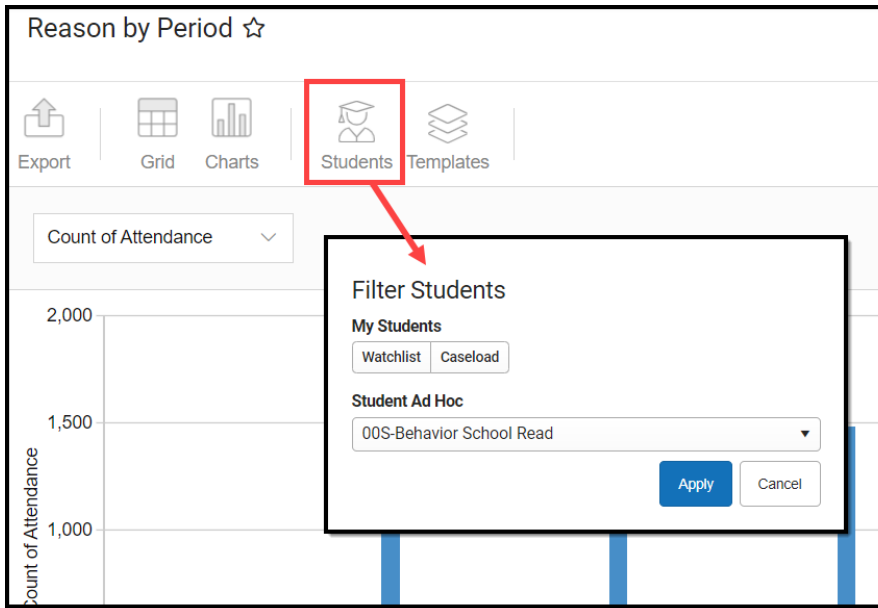 Reason by Period
Export Grid Charts Students Templates
Count of Attendance
Filter Students
My Students
Watchlist Caseload
Student Ad Hoc
00S-Behavior School Read
Apply Cancel
2,000
1,500
1,000
Count of Attendance